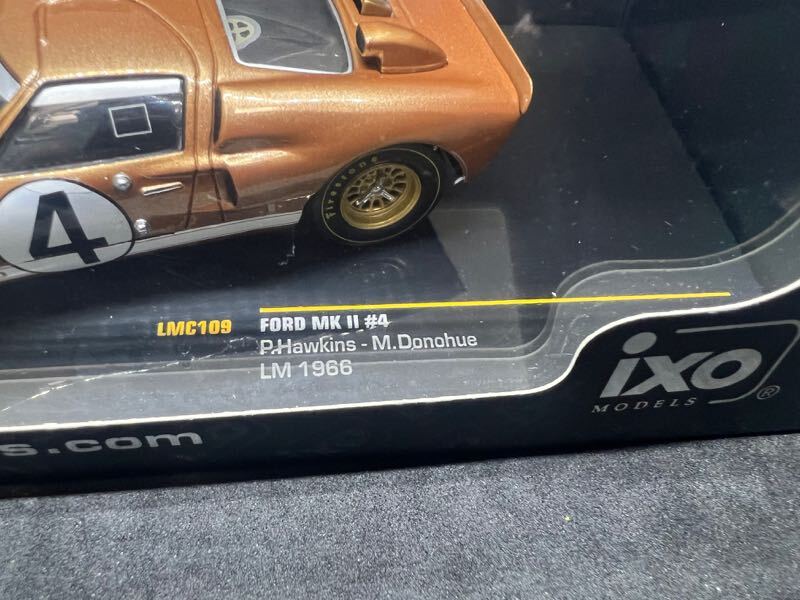 4
Firestone
LMC109 FORD MK II #4
P.Hawkins - M.Donohue
LM 1966
ixo
MODELS ®
s.com